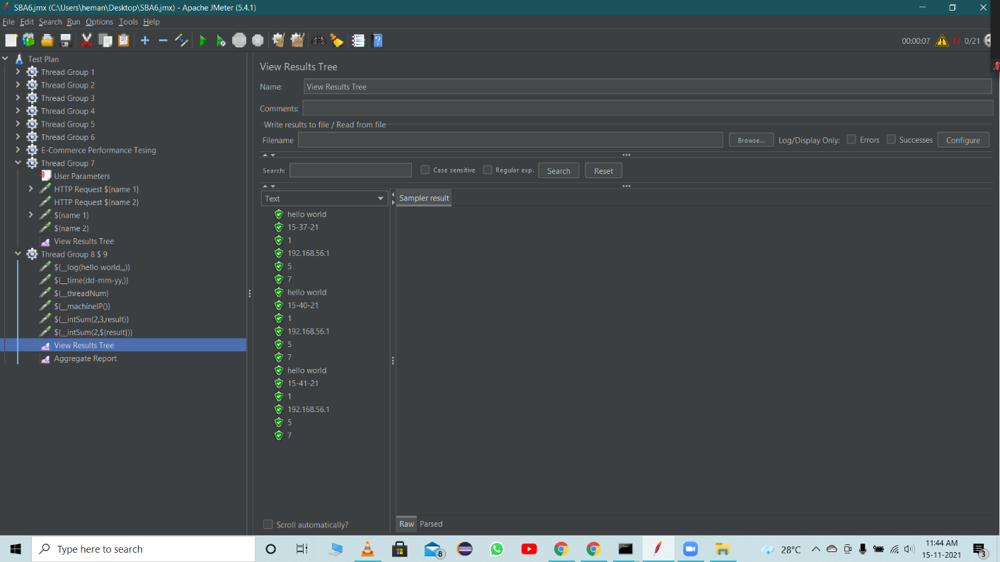 SBA6.jmx (C:\Users\heman\Desktop\SBA6.jmx) - Apache JMeter (5.4.1)
File Edit Search Run Options Tools Help
00:00:07 12 0/21
Test Plan
Thread Group 1
Thread Group 2
Thread Group 3
Thread Group 4
Thread Group 5
Thread Group 6
E-Commerce Performance Tesing
Thread Group 7
User Parameters
HTTP Request ${name 1}
HTTP Request ${name 2}
${name 1}
${name 2}
View Results Tree
Thread Group 8 $ 9
${__log(hello world,,,)}
${__time(dd-mm-yy,)}
${__threadNum}
${__machineIP()}
${__intSum(2,3,result)}
${__intSum(2,${result})}
View Results Tree
Aggregate Report
View Results Tree
Name: View Results Tree
Comments:
Write results to file / Read from file
Filename Browse... Log/Display Only: Errors Successes Configure
Search: Case sensitive Regular exp. Search Reset
Text
Sampler result
hello world
15-37-21
1
192.168.56.1
5
7
hello world
15-40-21
1
192.168.56.1
5
7
hello world
15-41-21
1
192.168.56.1
5
7
Scroll automatically?
Raw Parsed
Type here to search
8
28°C
11:44 AM
15-11-2021
3